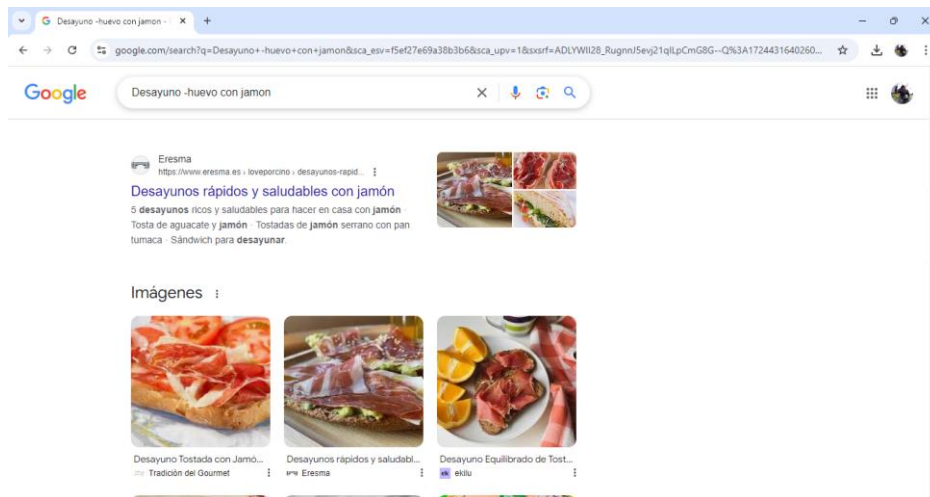 Desayuno -huevo con jamon -
google.com/search?q=Desayuno+-huevo+con+jamon&sca_esv=f5ef27e69a38b3b6&sca_upv=1&sxsrf=ADLYWII28_RugnnJ5evj21qILpCmG8G--Q%3A1724431640260...
Google
Desayuno -huevo con jamon
Eresma
https://www.eresma.es › loveporcino › desayunos-rapid...
Desayunos rápidos y saludables con jamón
5 desayunos ricos y saludables para hacer en casa con jamón ·
Tosta de aguacate y jamón · Tostadas de jamón serrano con pan
tumaca · Sándwich para desayunar.
Imágenes
Desayuno Tostada con Jamó...
Tradición del Gourmet
Desayunos rápidos y saludabl...
Eresma
Desayuno Equilibrado de Tost...
ek ekilu